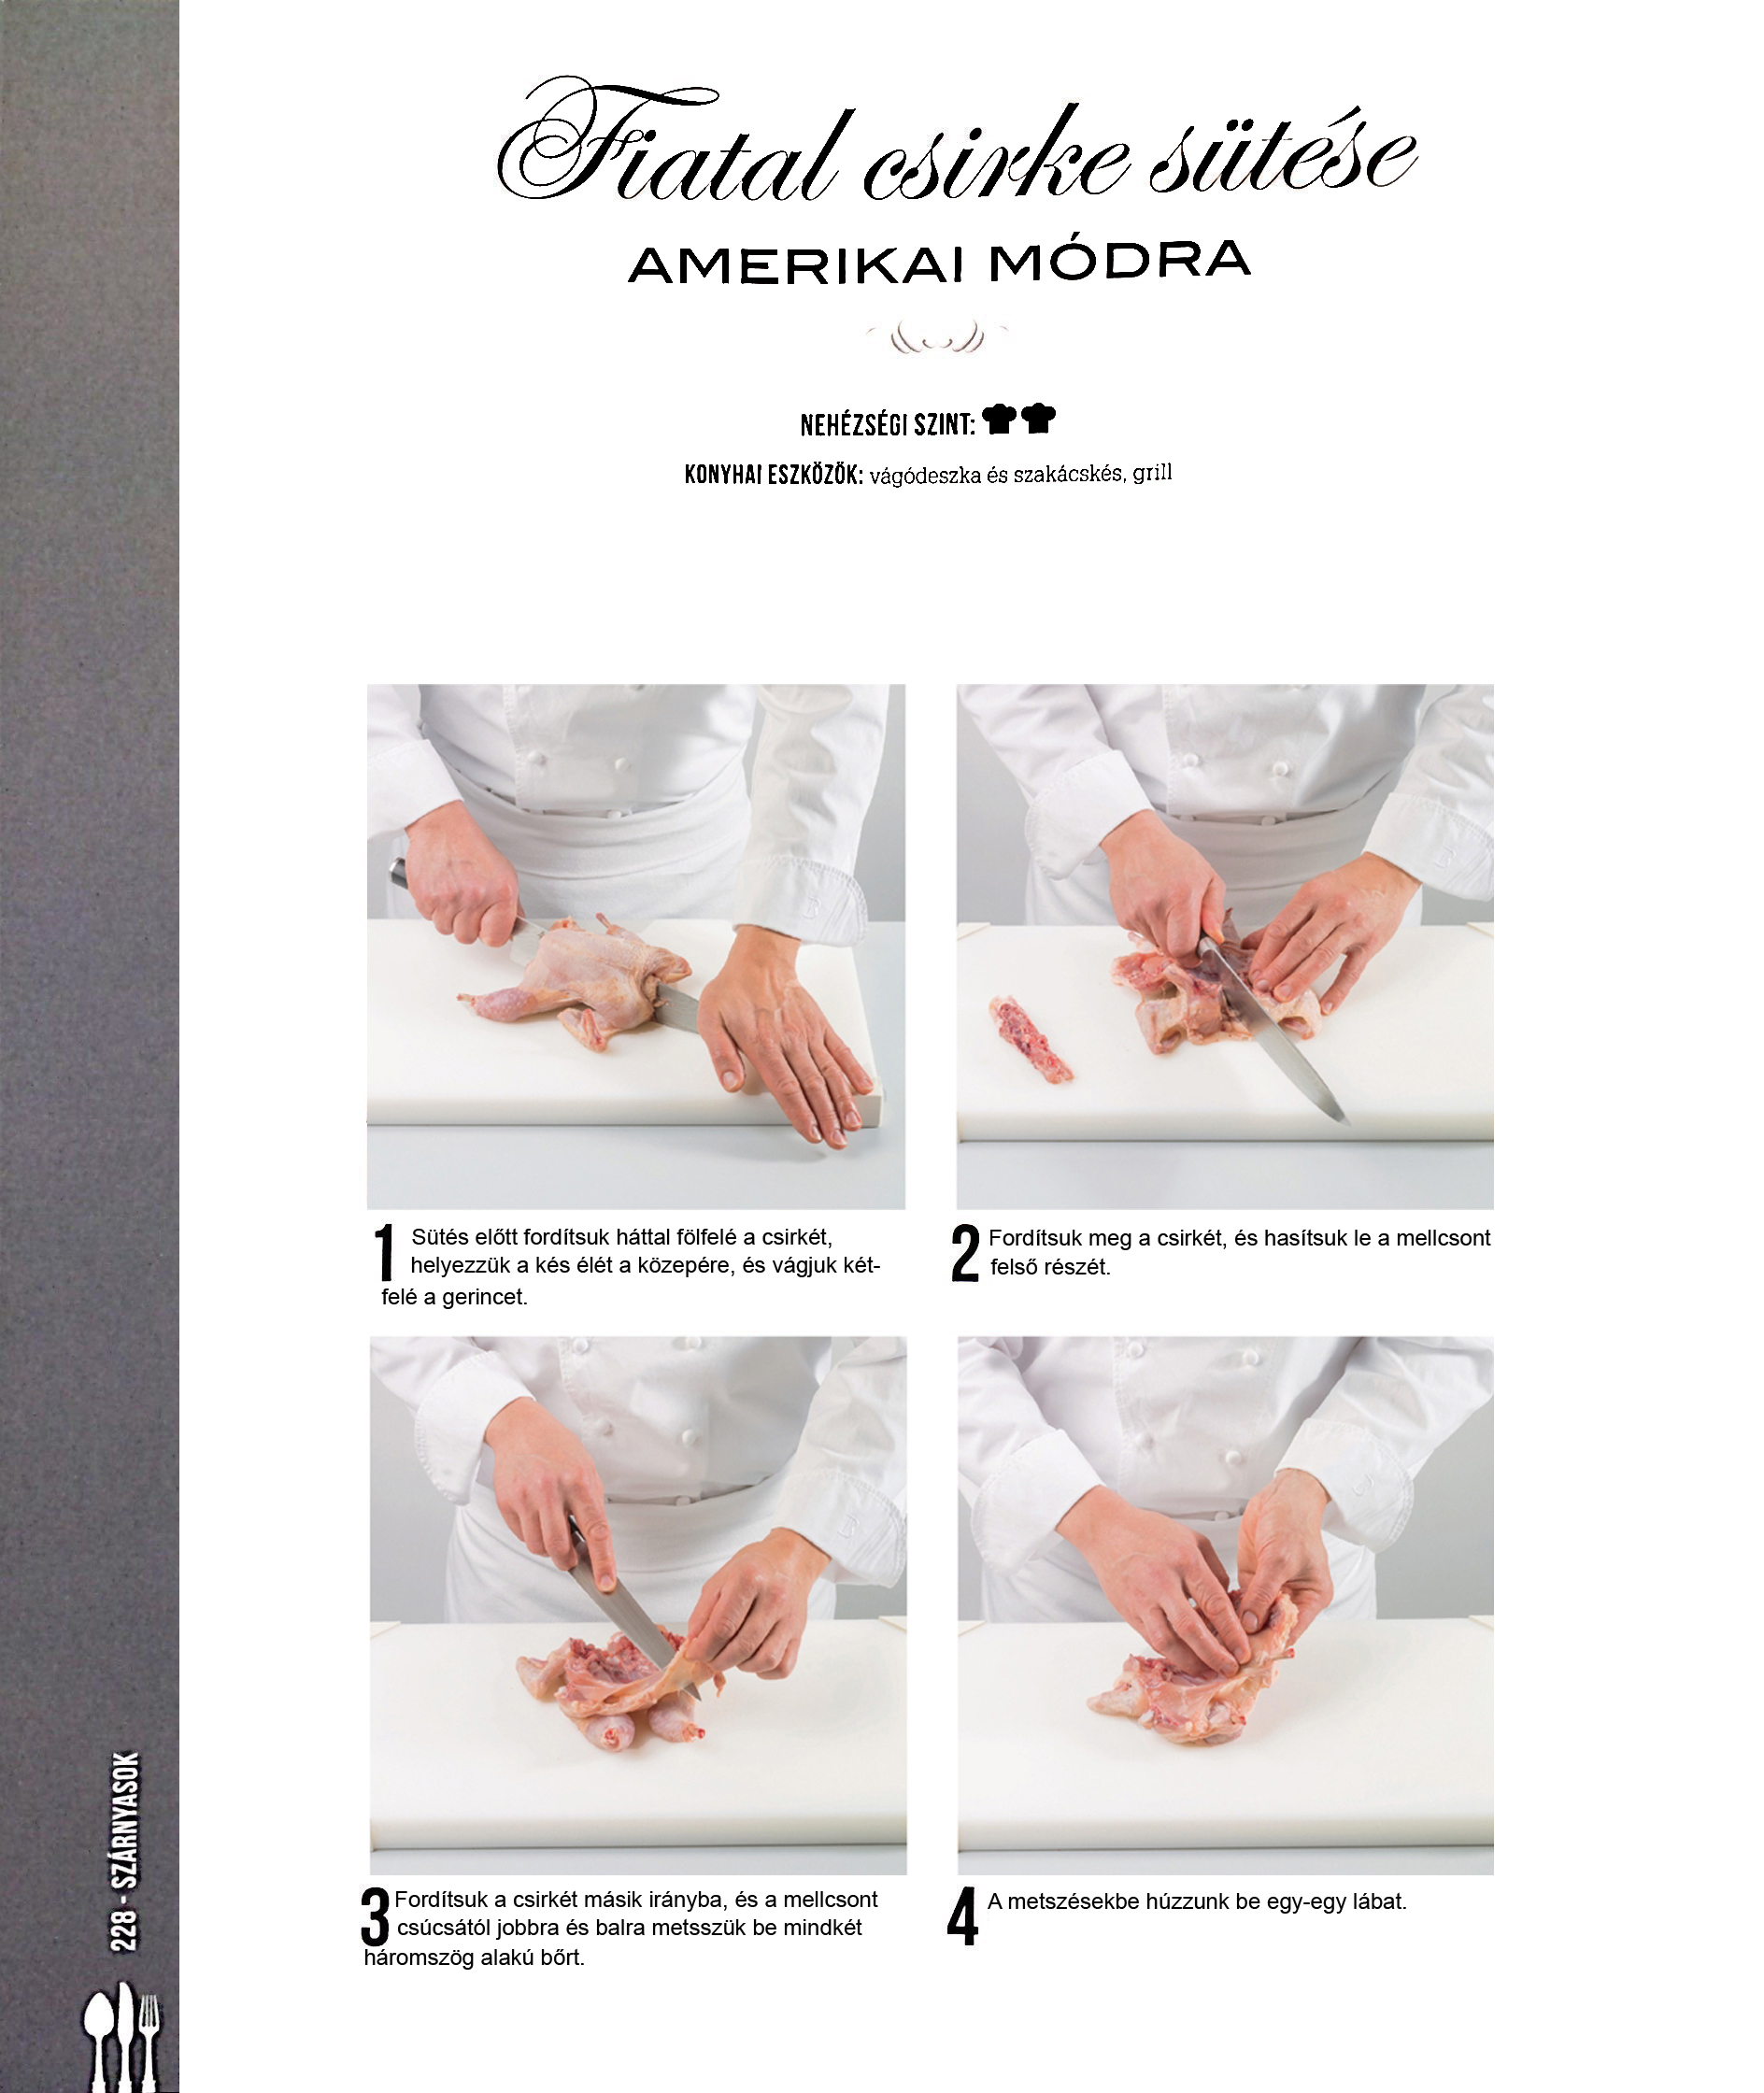 Fiatal csirke sütése
AMERIKAI MÓDRA
NEHÉZSÉGI SZINT:
KONYHAI ESZKÖZÖK: vágódeszka és szakácskés, grill
1 Sütés előtt fordítsuk háttal fölfelé a csirkét,
helyezzük a kés élét a közepére, és vágjuk két-
felé a gerincet.
2 Fordítsuk meg a csirkét, és hasítsuk le a mellcsont
felső részét.
3 Fordítsuk a csirkét másik irányba, és a mellcsont
csúcsától jobbra és balra metsszük be mindkét
háromszög alakú bőrt.
4 A metszésekbe húzzunk be egy-egy lábat.
228 - SZÁRNYASOK